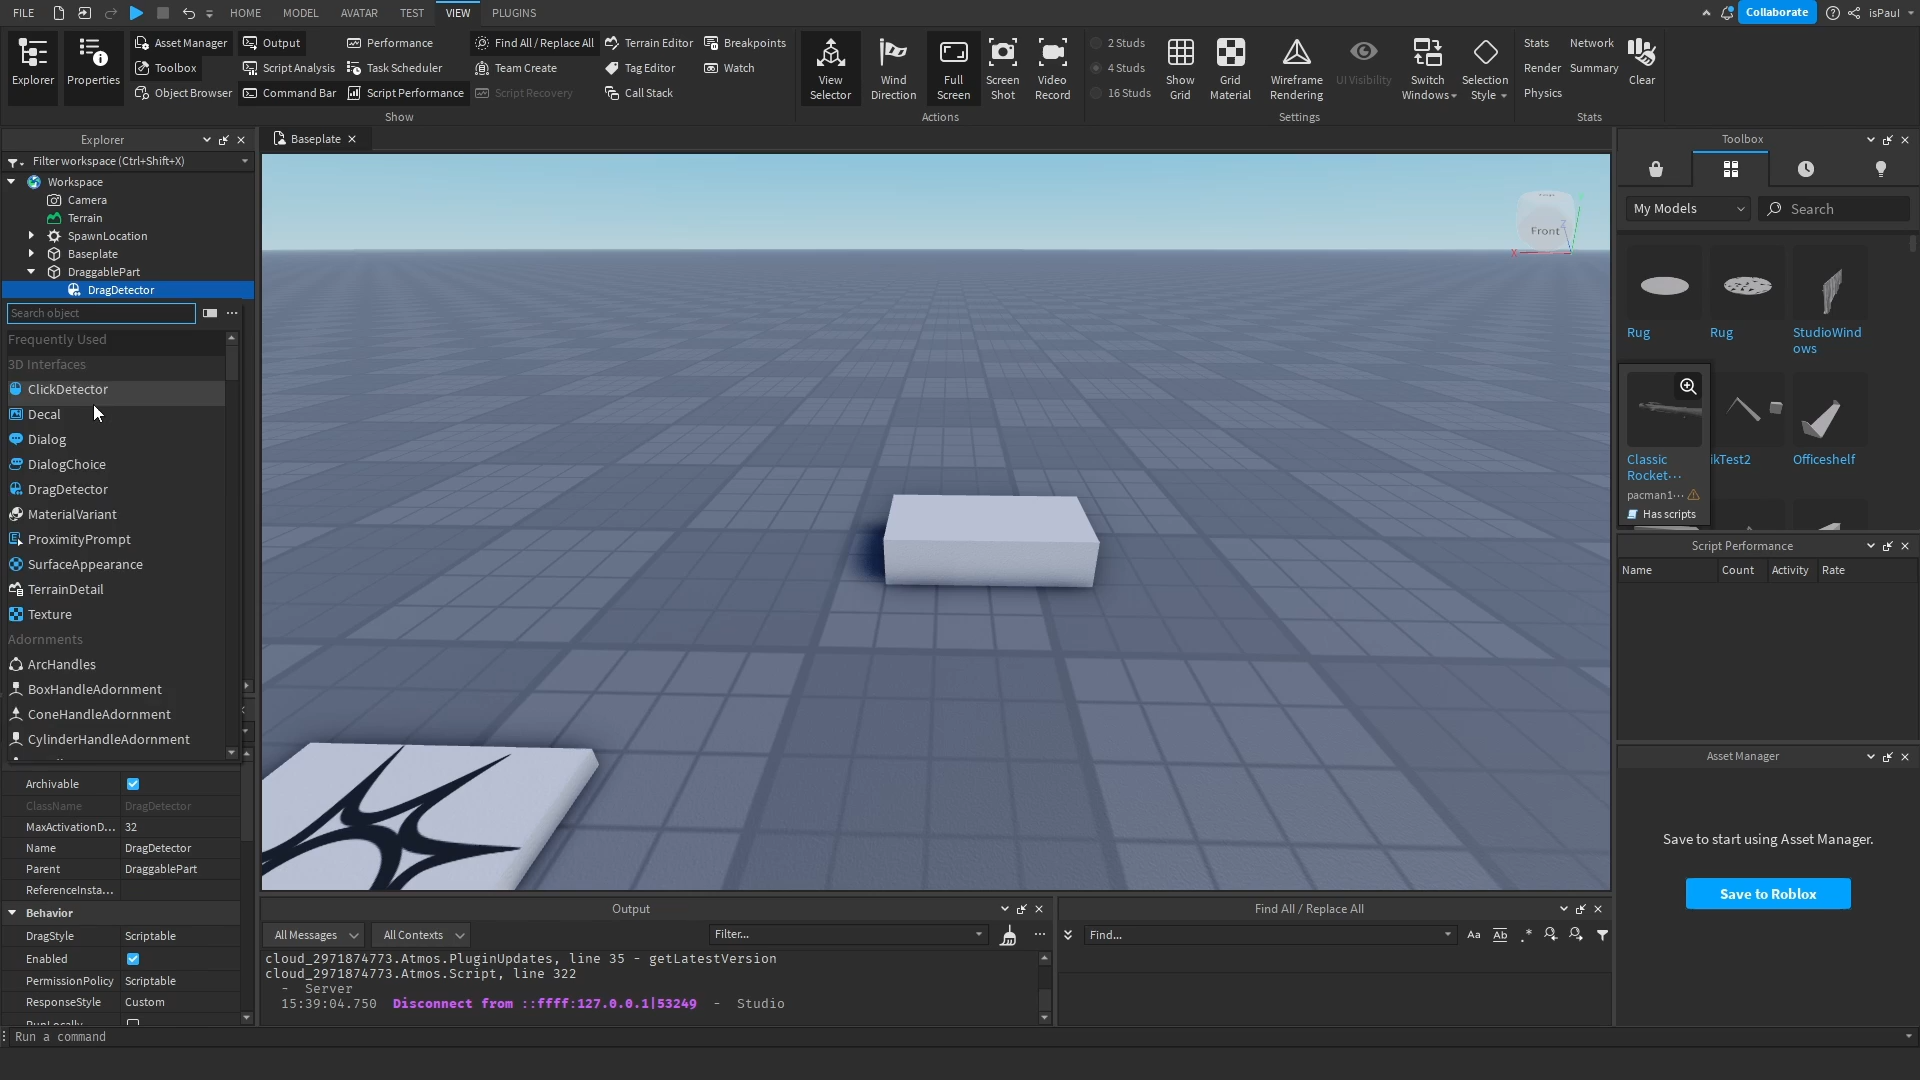 FILE
HOME
MODEL
AVATAR
TEST
VIEW
PLUGINS
Collaborate
isPaul
Explorer
Properties
Asset Manager
Toolbox
Object Browser
Output
Script Analysis
Command Bar
Performance
Task Scheduler
Script Performance
Find All / Replace All
Team Create
Script Recovery
Terrain Editor
Tag Editor
Call Stack
Breakpoints
Watch
Show
View
Selector
Wind
Direction
Full
Screen
Screen
Shot
Video
Record
Actions
2 Studs
4 Studs
16 Studs
Show
Grid
Grid
Material
Wireframe
Rendering
UI Visibility
Switch
Windows
Selection
Style
Settings
Stats
Network
Render
Summary
Physics
Clear
Stats
Explorer
Filter workspace (Ctrl+Shift+X)
Workspace
Camera
Terrain
SpawnLocation
Baseplate
DraggablePart
DragDetector
Search object
Frequently Used
3D Interfaces
ClickDetector
Decal
Dialog
DialogChoice
DragDetector
MaterialVariant
ProximityPrompt
SurfaceAppearance
TerrainDetail
Texture
Adornments
ArcHandles
BoxHandleAdornment
ConeHandleAdornment
CylinderHandleAdornment
Archivable
ClassName DragDetector
MaxActivationD... 32
Name DragDetector
Parent DraggablePart
ReferenceInsta...
Behavior
DragStyle Scriptable
Enabled
PermissionPolicy Scriptable
ResponseStyle Custom
RunLocally
Run a command
Baseplate
Front
X
Z
Output
All Messages
All Contexts
Filter...
cloud_2971874773.Atmos.PluginUpdates, line 35 - getLatestVersion
cloud_2971874773.Atmos.Script, line 322
- Server
15:39:04.750 Disconnect from ::ffff:127.0.0.1|53249 - Studio
Find All / Replace All
Find...
Aa
Ab
.*
Toolbox
My Models
Search
Rug
Rug
StudioWind
ows
Classic
Rocket...
pacman1...
Has scripts
ikTest2
Officeshelf
Script Performance
Name Count Activity Rate
Asset Manager
Save to start using Asset Manager.
Save to Roblox